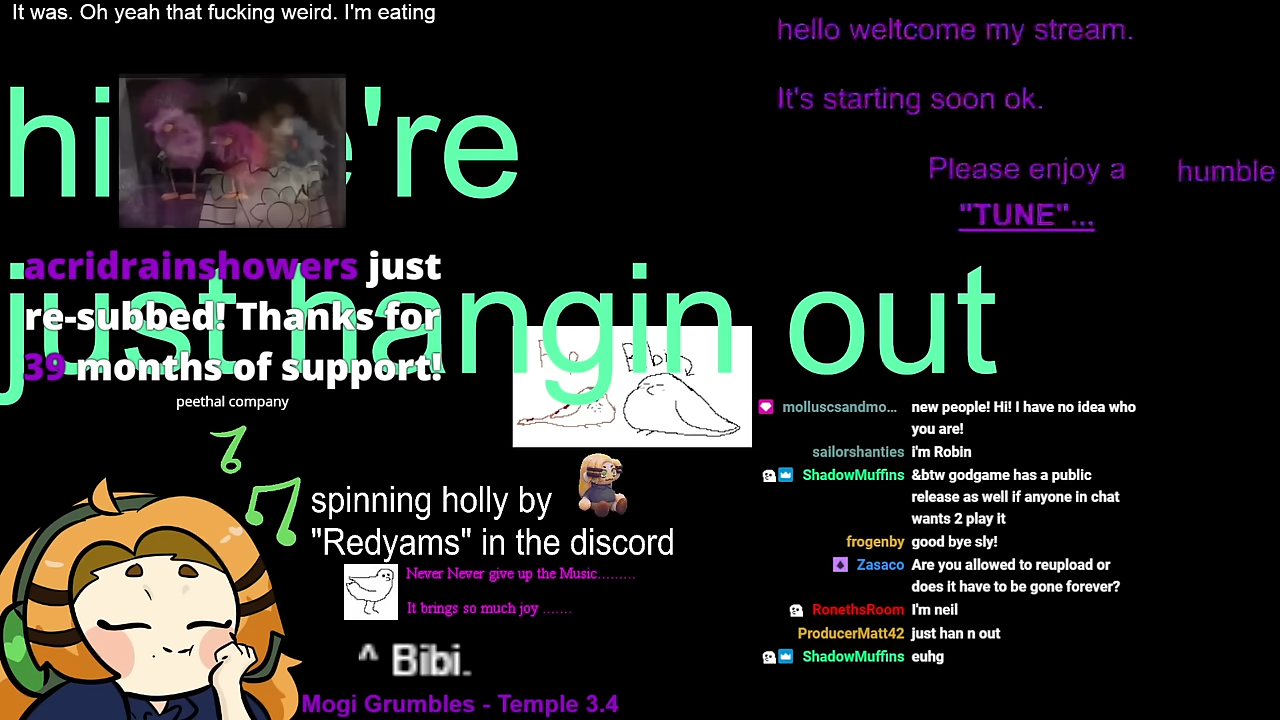 It was. Oh yeah that fucking weird. I'm eating
hello weltcome my stream.
It's starting soon ok.
Please enjoy a humble
"TUNE"...
hi 're
just hangin out
acridrainshowers just
re-subbed! Thanks for
39 months of support!
peethal company
spinning holly by
"Redyams" in the discord
Never Never give up the Music.........
It brings so much joy .......
^ Bibi.
Mogi Grumbles - Temple 3.4
molluscsandmo... new people! Hi! I have no idea who
you are!
sailorshanties i'm Robin
ShadowMuffins &btw godgame has a public
release as well if anyone in chat
wants 2 play it
frogenby good bye sly!
Zasaco Are you allowed to reupload or
does it have to be gone forever?
RonethsRoom I'm neil
ProducerMatt42 just han n out
ShadowMuffins euhg